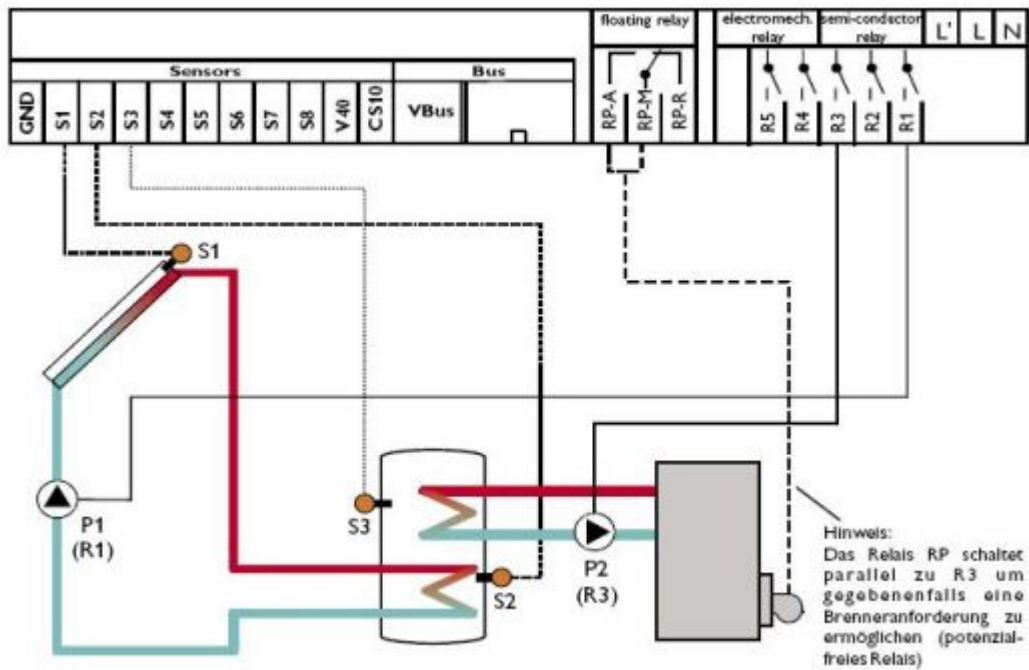 floating relay
electromech. relay
semi-conductor relay
L'
L
N
Sensors
Bus
GND
S1
S2
S3
S4
S5
S6
S7
S8
V40
CS10
VBus
RP-A
RP-M
RP-R
R5
R4
R3
R2
R1
S1
P1
(R1)
S3
S2
P2
(R3)
Hinweis:
Das Relais RP schaltet
parallel zu R3 um
gegebenenfalls eine
Brenneranforderung zu
ermöglichen (potenzial-
freies Relais)